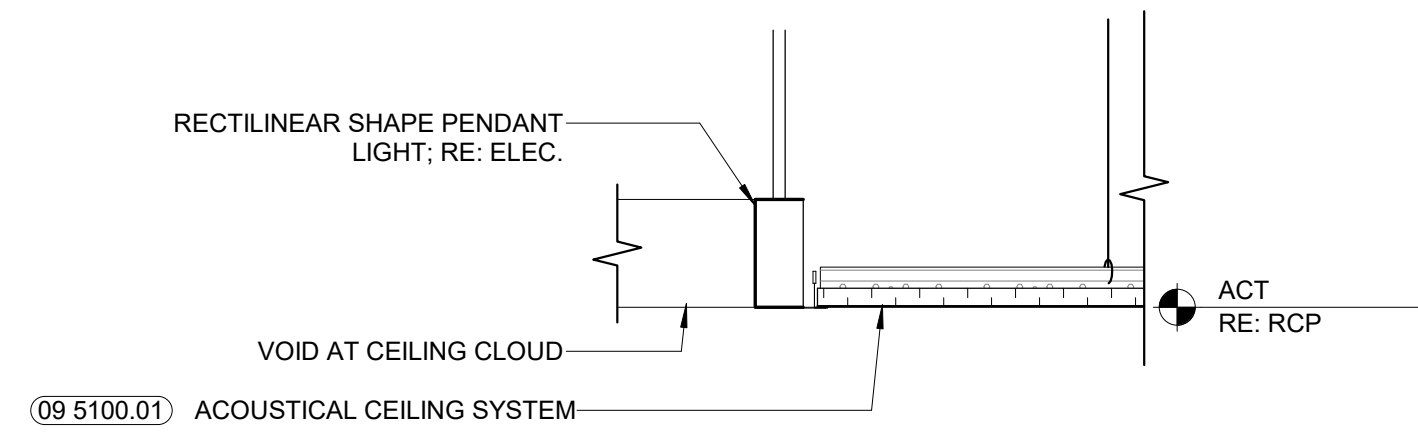 RECTILINEAR SHAPE PENDANT
LIGHT; RE: ELEC.
ACT
RE: RCP
VOID AT CEILING CLOUD
09 5100.01 ACOUSTICAL CEILING SYSTEM